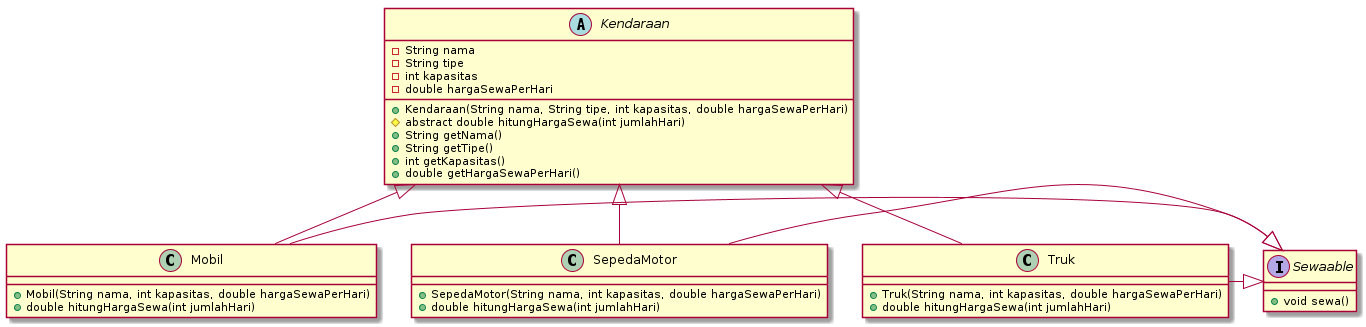 A Kendaraan
String nama
String tipe
int kapasitas
double hargaSewaPerHari
Kendaraan(String nama, String tipe, int kapasitas, double hargaSewaPerHari)
abstract double hitungHargaSewa(int jumlahHari)
String getNama()
String getTipe()
int getKapasitas()
double getHargaSewaPerHari()
C Mobil
Mobil(String nama, int kapasitas, double hargaSewaPerHari)
double hitungHargaSewa(int jumlahHari)
C SepedaMotor
SepedaMotor(String nama, int kapasitas, double hargaSewaPerHari)
double hitungHargaSewa(int jumlahHari)
C Truk
Truk(String nama, int kapasitas, double hargaSewaPerHari)
double hitungHargaSewa(int jumlahHari)
I Sewaable
void sewa()